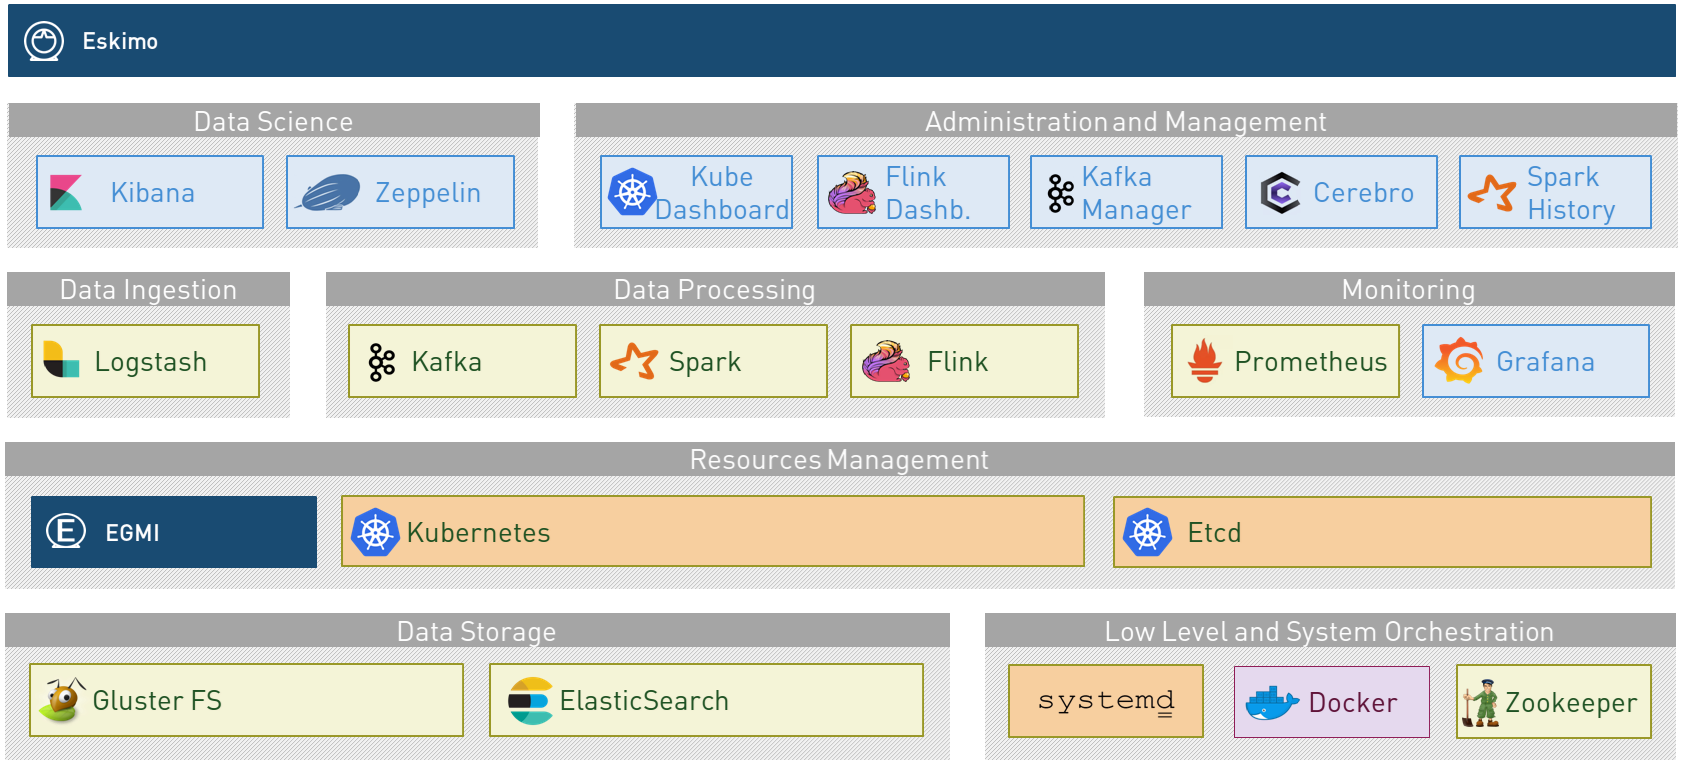 Eskimo
Data Science
Administration and Management
Kibana
Zeppelin
Kube
Dashboard
Flink
Dashb.
Kafka
Manager
Cerebro
Spark
History
Data Ingestion
Data Processing
Monitoring
Logstash
Kafka
Spark
Flink
Prometheus
Grafana
Resources Management
E
EGMI
Kubernetes
Etcd
Data Storage
Low Level and System Orchestration
Gluster FS
ElasticSearch
systemd
Docker
Zookeeper